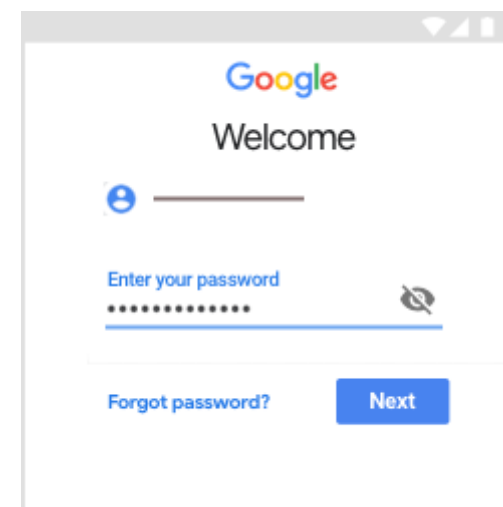 Google
Welcome
Enter your password
•••••••••••••
Forgot password?
Next